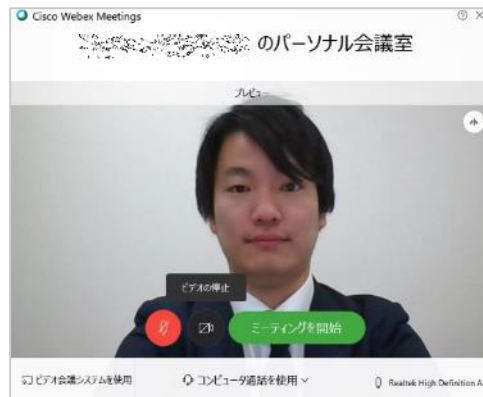 Cisco Webex Meetings
のパーソナル会議室
プレビュー
ビデオの停止
ミーティングを開始
ビデオ会議システムを使用
コンピュータ通話を使用
Realtek High Definition A